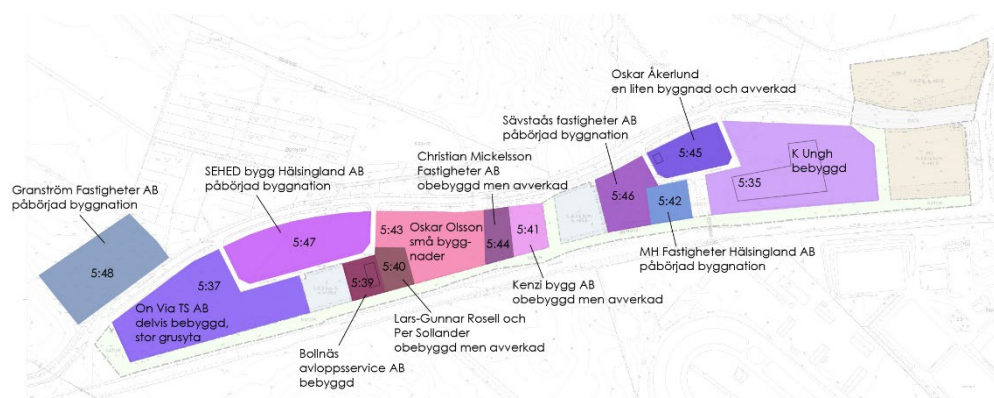 Oskar Åkerlund
en liten byggnad och avverkad
Sävstaås fastigheter AB
påbörjad byggnation
5:45
K Ungh
bebyggd
5:35
Christian Mickelsson
Fastigheter AB
obebyggd men avverkad
SEHED bygg Hälsingland AB
påbörjad byggnation
Granström Fastigheter AB
påbörjad byggnation
5:46
5:42
5:43
Oskar Olsson
små bygg-
nader
5:44
5:41
5:47
5:48
MH Fastigheter Hälsingland AB
påbörjad byggnation
5:37
5:39
5:40
Kenzi bygg AB
obebyggd men avverkad
On Via TS AB
delvis bebyggd,
stor grusyta
Lars-Gunnar Rosell och
Per Sollander
obebyggd men avverkad
Bollnäs
avloppsservice AB
bebyggd